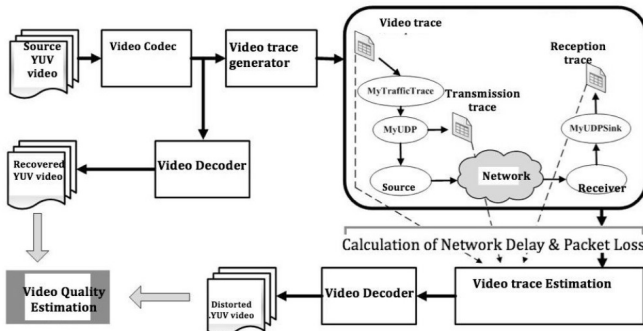 Source
YUV
video
Video Codec
Video trace
generator
Video trace
Reception
trace
MyTrafficTrace
Transmission
trace
MyUDP
MyUDPSink
Source
Network
Receiver
Recovered
YUV video
Video Decoder
Calculation of Network Delay & Packet Loss
Video Quality
Estimation
Distorted
.YUV video
Video Decoder
Video trace Estimation